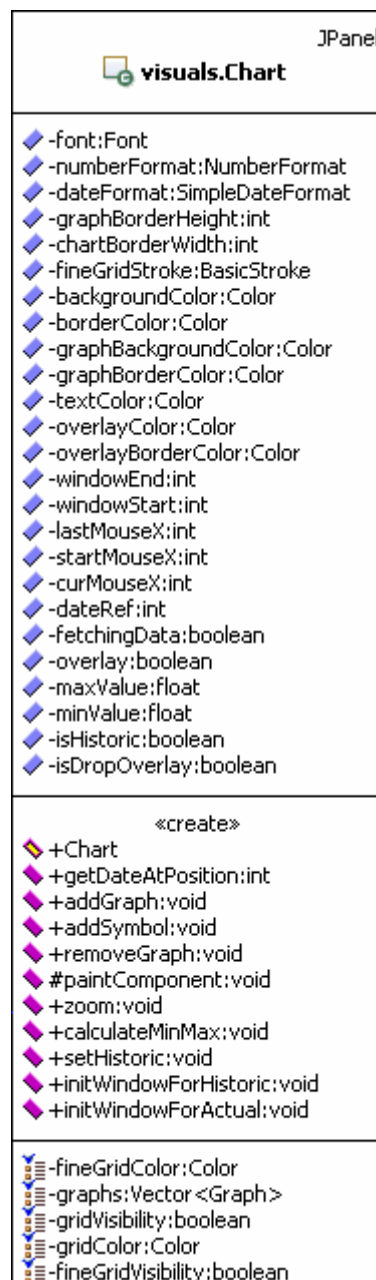 JPanel
visuals.Chart
-font:Font
-numberFormat:NumberFormat
-dateFormat:SimpleDateFormat
-graphBorderHeight:int
-chartBorderWidth:int
-fineGridStroke:BasicStroke
-backgroundColor:Color
-borderColor:Color
-graphBackgroundColor:Color
-graphBorderColor:Color
-textColor:Color
-overlayColor:Color
-overlayBorderColor:Color
-windowEnd:int
-windowStart:int
-lastMouseX:int
-startMouseX:int
-curMouseX:int
-dateRef:int
-fetchingData:boolean
-overlay:boolean
-maxValue:float
-minValue:float
-isHistoric:boolean
-isDropOverlay:boolean
«create»
+Chart
+getDateAtPosition:int
+addGraph:void
+addSymbol:void
+removeGraph:void
#paintComponent:void
+zoom:void
+calculateMinMax:void
+setHistoric:void
+initWindowForHistoric:void
+initWindowForActual:void
-fineGridColor:Color
-graphs:Vector<Graph>
-gridVisibility:boolean
-gridColor:Color
-fineGridVisibility:boolean